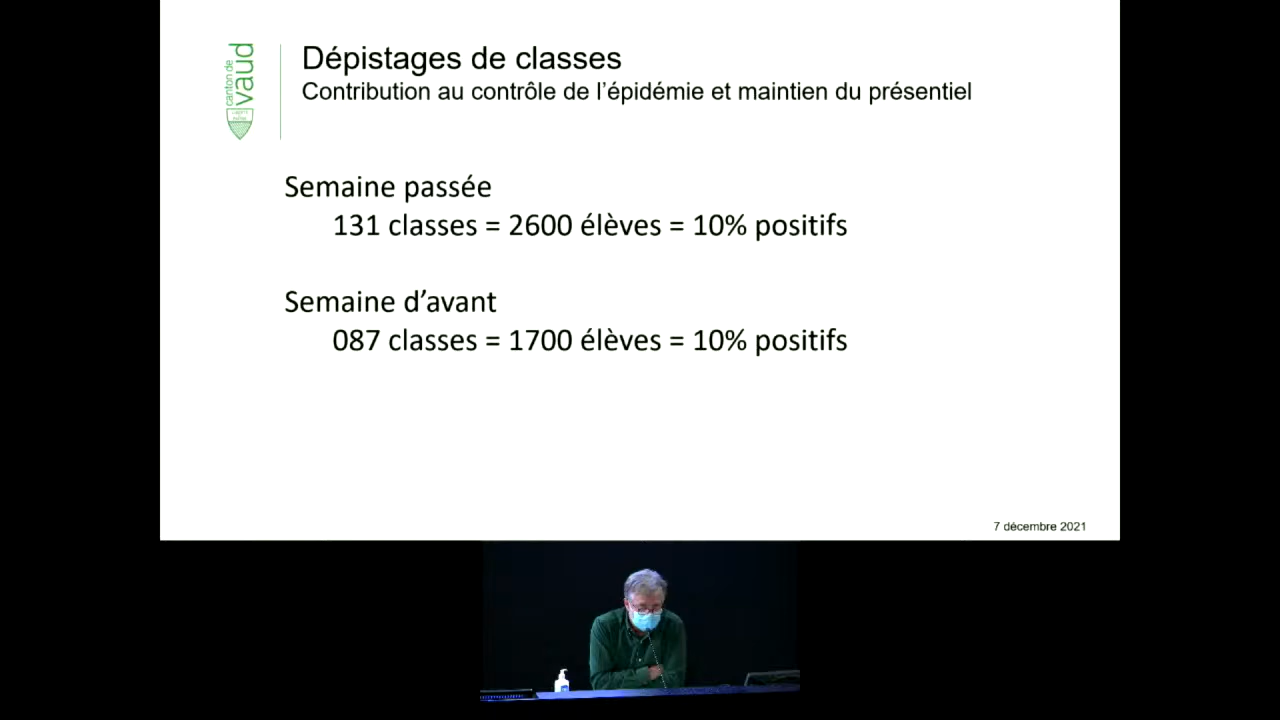 canton de
vaud
Dépistages de classes
Contribution au contrôle de l'épidémie et maintien du présentiel
Semaine passée
131 classes = 2600 élèves = 10% positifs
Semaine d'avant
087 classes = 1700 élèves = 10% positifs
7 décembre 2021